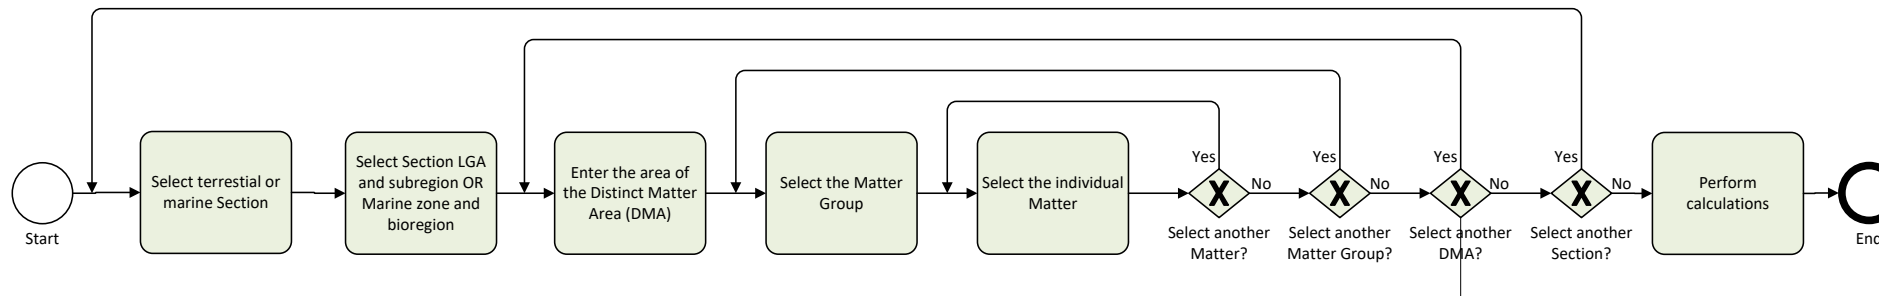 Start
Select terrestial or
marine Section
Select Section LGA
and subregion OR
Marine zone and
bioregion
Enter the area of
the Distinct Matter
Area (DMA)
Select the Matter
Group
Select the individual
Matter
Yes
X
No
Select another
Matter?
Yes
X
No
Select another
Matter Group?
Yes
X
No
Select another
DMA?
Yes
X
No
Select another
Section?
Perform
calculations
End